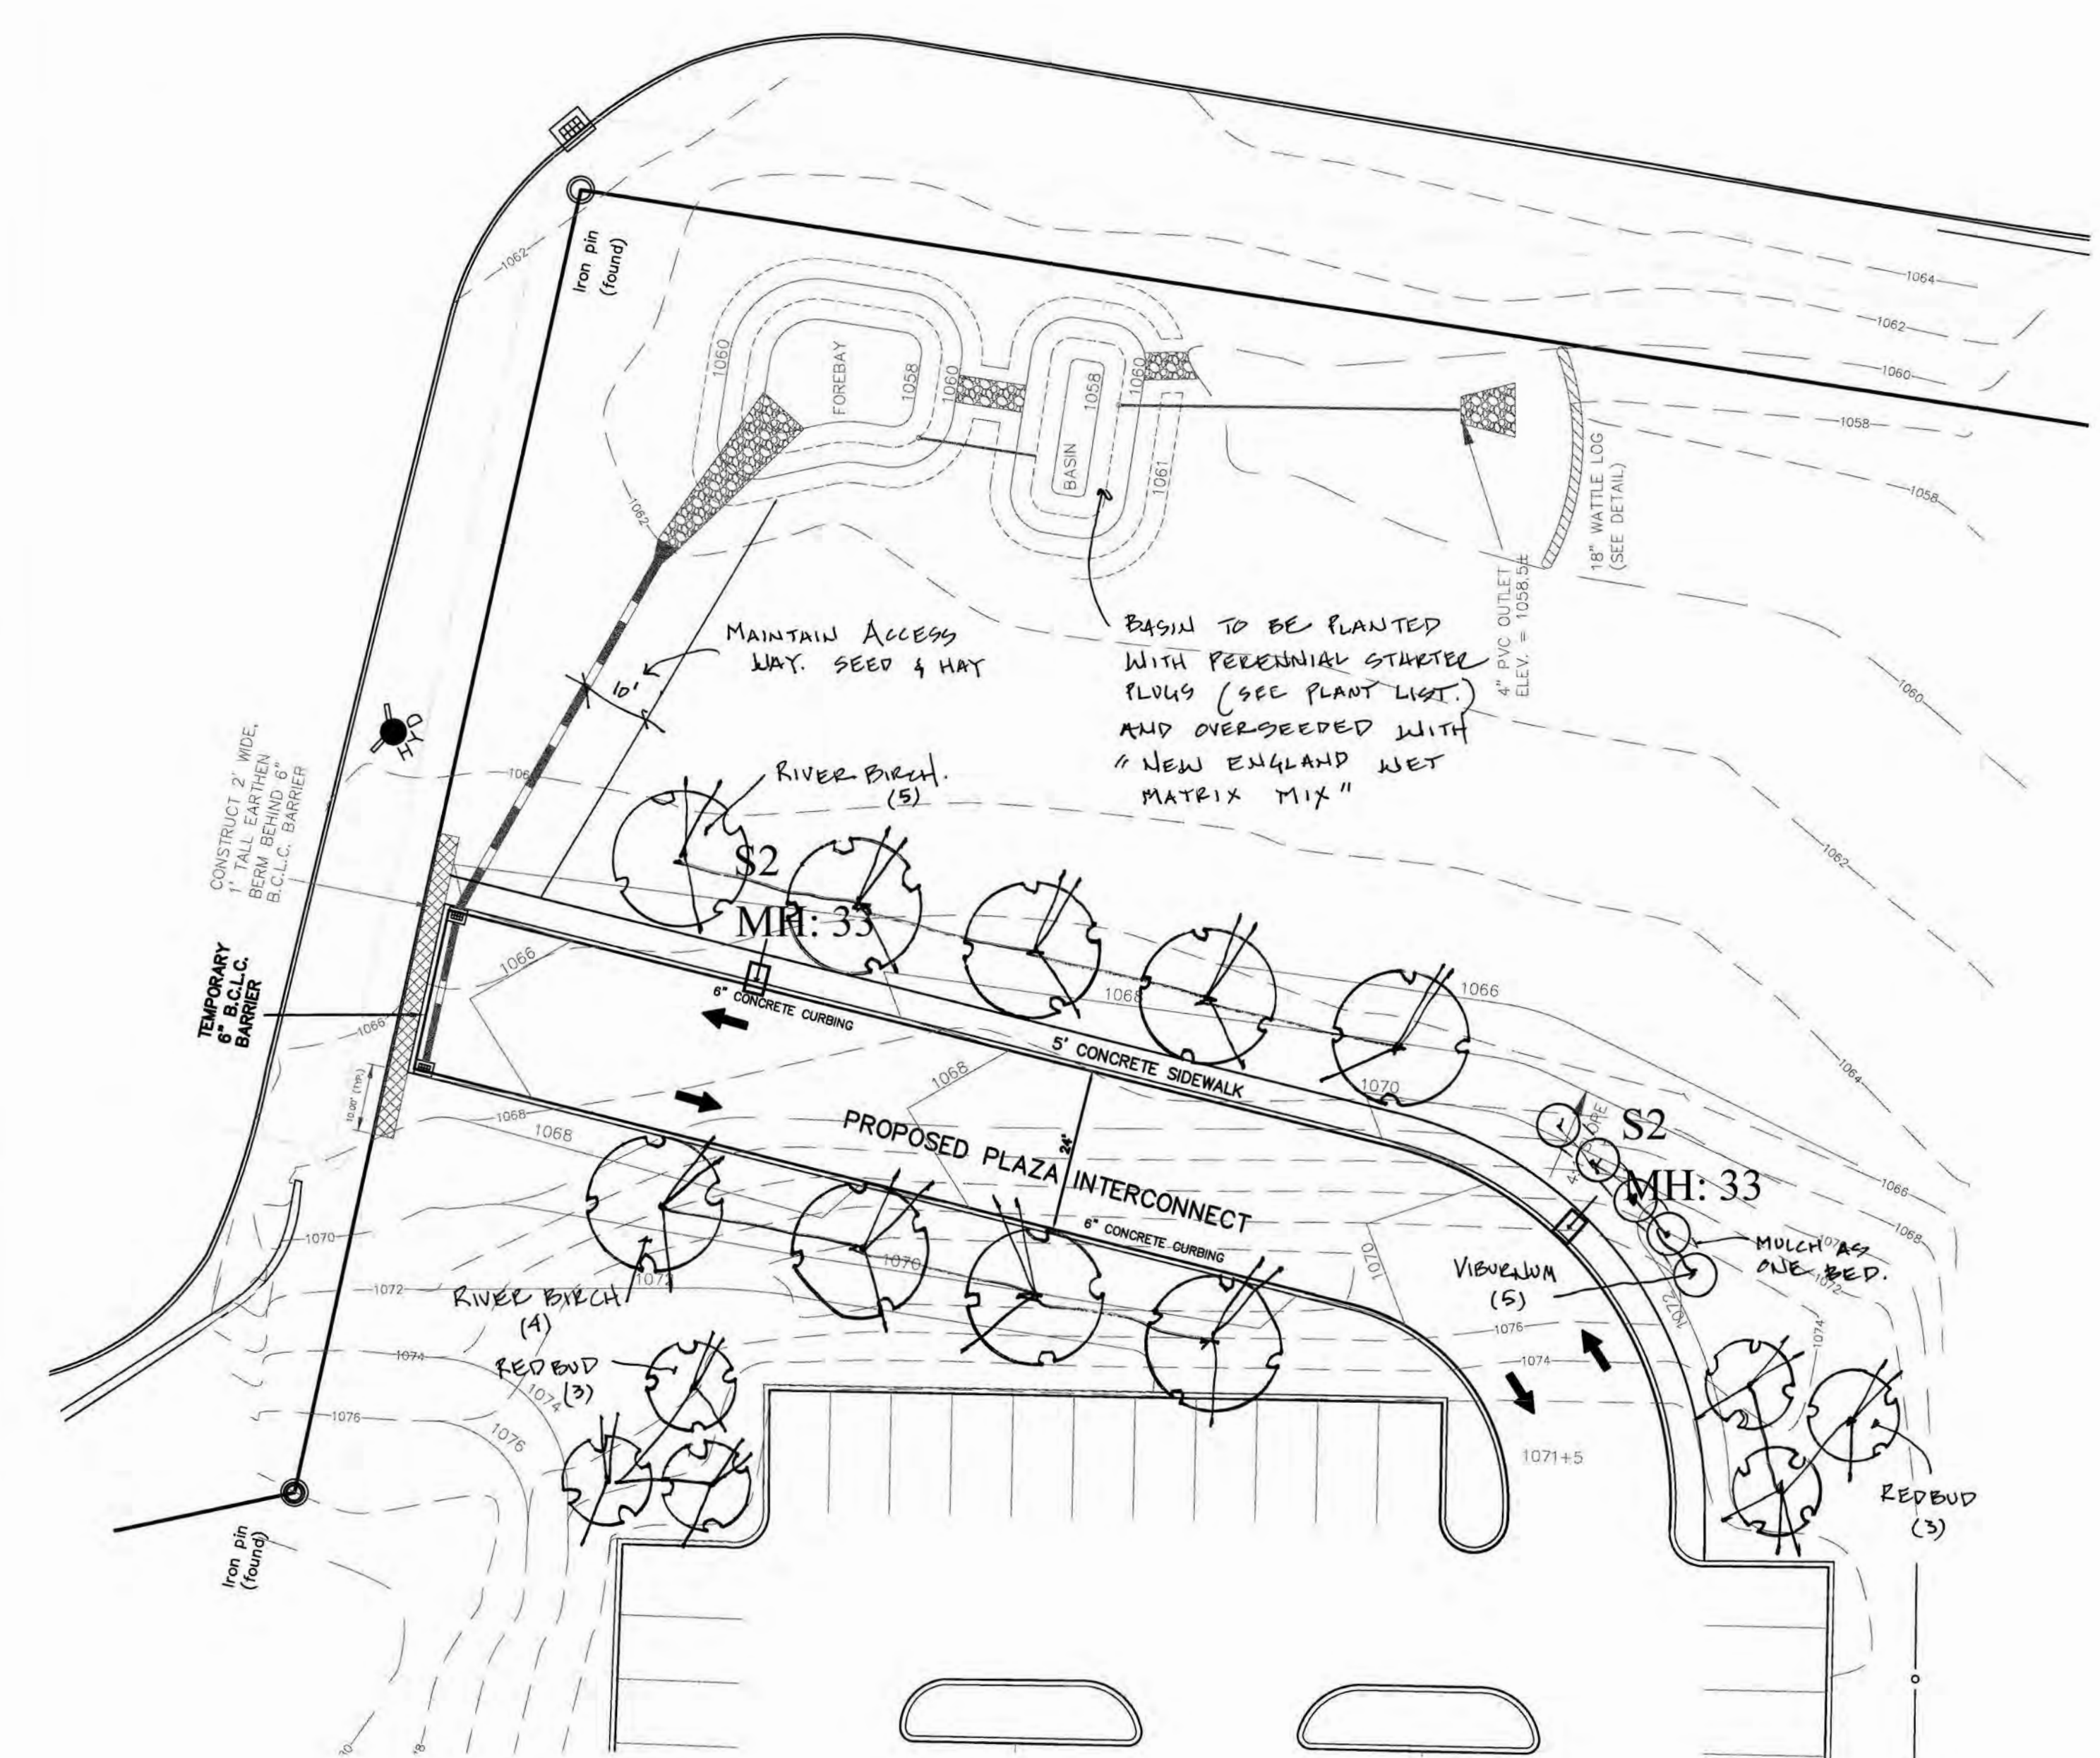 1062
Iron pin
(found)
1064
1062
1060
1058
1058
1060
FOREBAY
1058
1060
1058
1060
BASIN
1061
1062
18" WATTLE LOG
(SEE DETAIL)
4" PVC OUTLET
ELEV. = 1058.5±
MAINTAIN ACCESS
WAY. SEED & HAY
10'
BASIN TO BE PLANTED
WITH PERENNIAL STARTER
PLUGS (SEE PLANT LIST.)
AND OVERSEEDED WITH
"NEW ENGLAND WET
MATRIX MIX"
1060
1062
1064
1066
1068
HYD
CONSTRUCT 2' WIDE,
1' TALL EARTHEN
BERM BEHIND 6"
B.C.L.C. BARRIER
RIVER BIRCH.
(5)
S2
MH: 33
TEMPORARY
6" B.C.L.C.
BARRIER
1066
1066
6" CONCRETE CURBING
1068
1066
10.00' (TYP.)
5' CONCRETE SIDEWALK
1068
1070
1068
1068
PROPOSED PLAZA INTERCONNECT
24'
6" CONCRETE CURBING
S2
MH: 33
MULCH AS
ONE BED.
1072
VIBURNUM
(5)
1070
1072
1070
1070
1072
1072
RIVER BIRCH
(4)
REDBUD
(3)
1074
1074
1076
1076
1076
1074
1074
1071+5
REDBUD
(3)
Iron pin
(found)